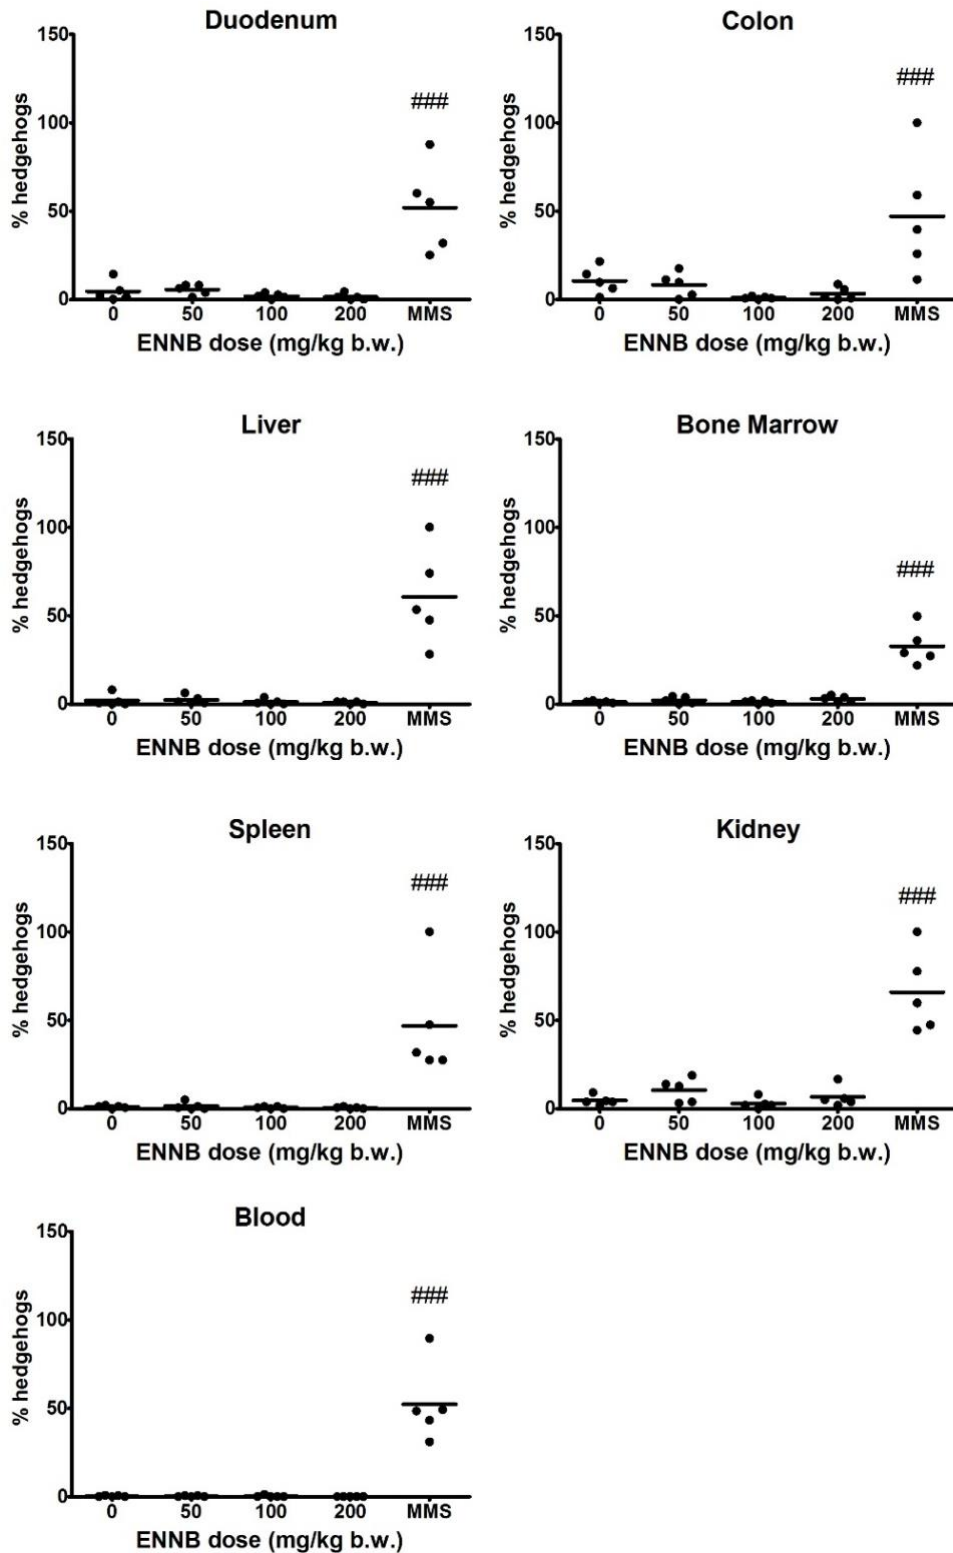 Duodenum
150
100
50
0
% hedgehogs
###
0 50 100 200 MMS
ENNB dose (mg/kg b.w.)
Colon
150
100
50
0
% hedgehogs
###
0 50 100 200 MMS
ENNB dose (mg/kg b.w.)
Liver
150
100
50
0
% hedgehogs
###
0 50 100 200 MMS
ENNB dose (mg/kg b.w.)
Bone Marrow
150
100
50
0
% hedgehogs
###
0 50 100 200 MMS
ENNB dose (mg/kg b.w.)
Spleen
150
100
50
0
% hedgehogs
###
0 50 100 200 MMS
ENNB dose (mg/kg b.w.)
Kidney
150
100
50
0
% hedgehogs
###
0 50 100 200 MMS
ENNB dose (mg/kg b.w.)
Blood
150
100
50
0
% hedgehogs
###
0 50 100 200 MMS
ENNB dose (mg/kg b.w.)